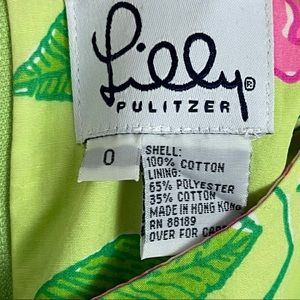 Lilly®
PULITZER
0
SHELL:
100% COTTON
LINING:
65% POLYESTER
35% COTTON
MADE IN HONG KONG
RN 88189
OVER FOR CARE